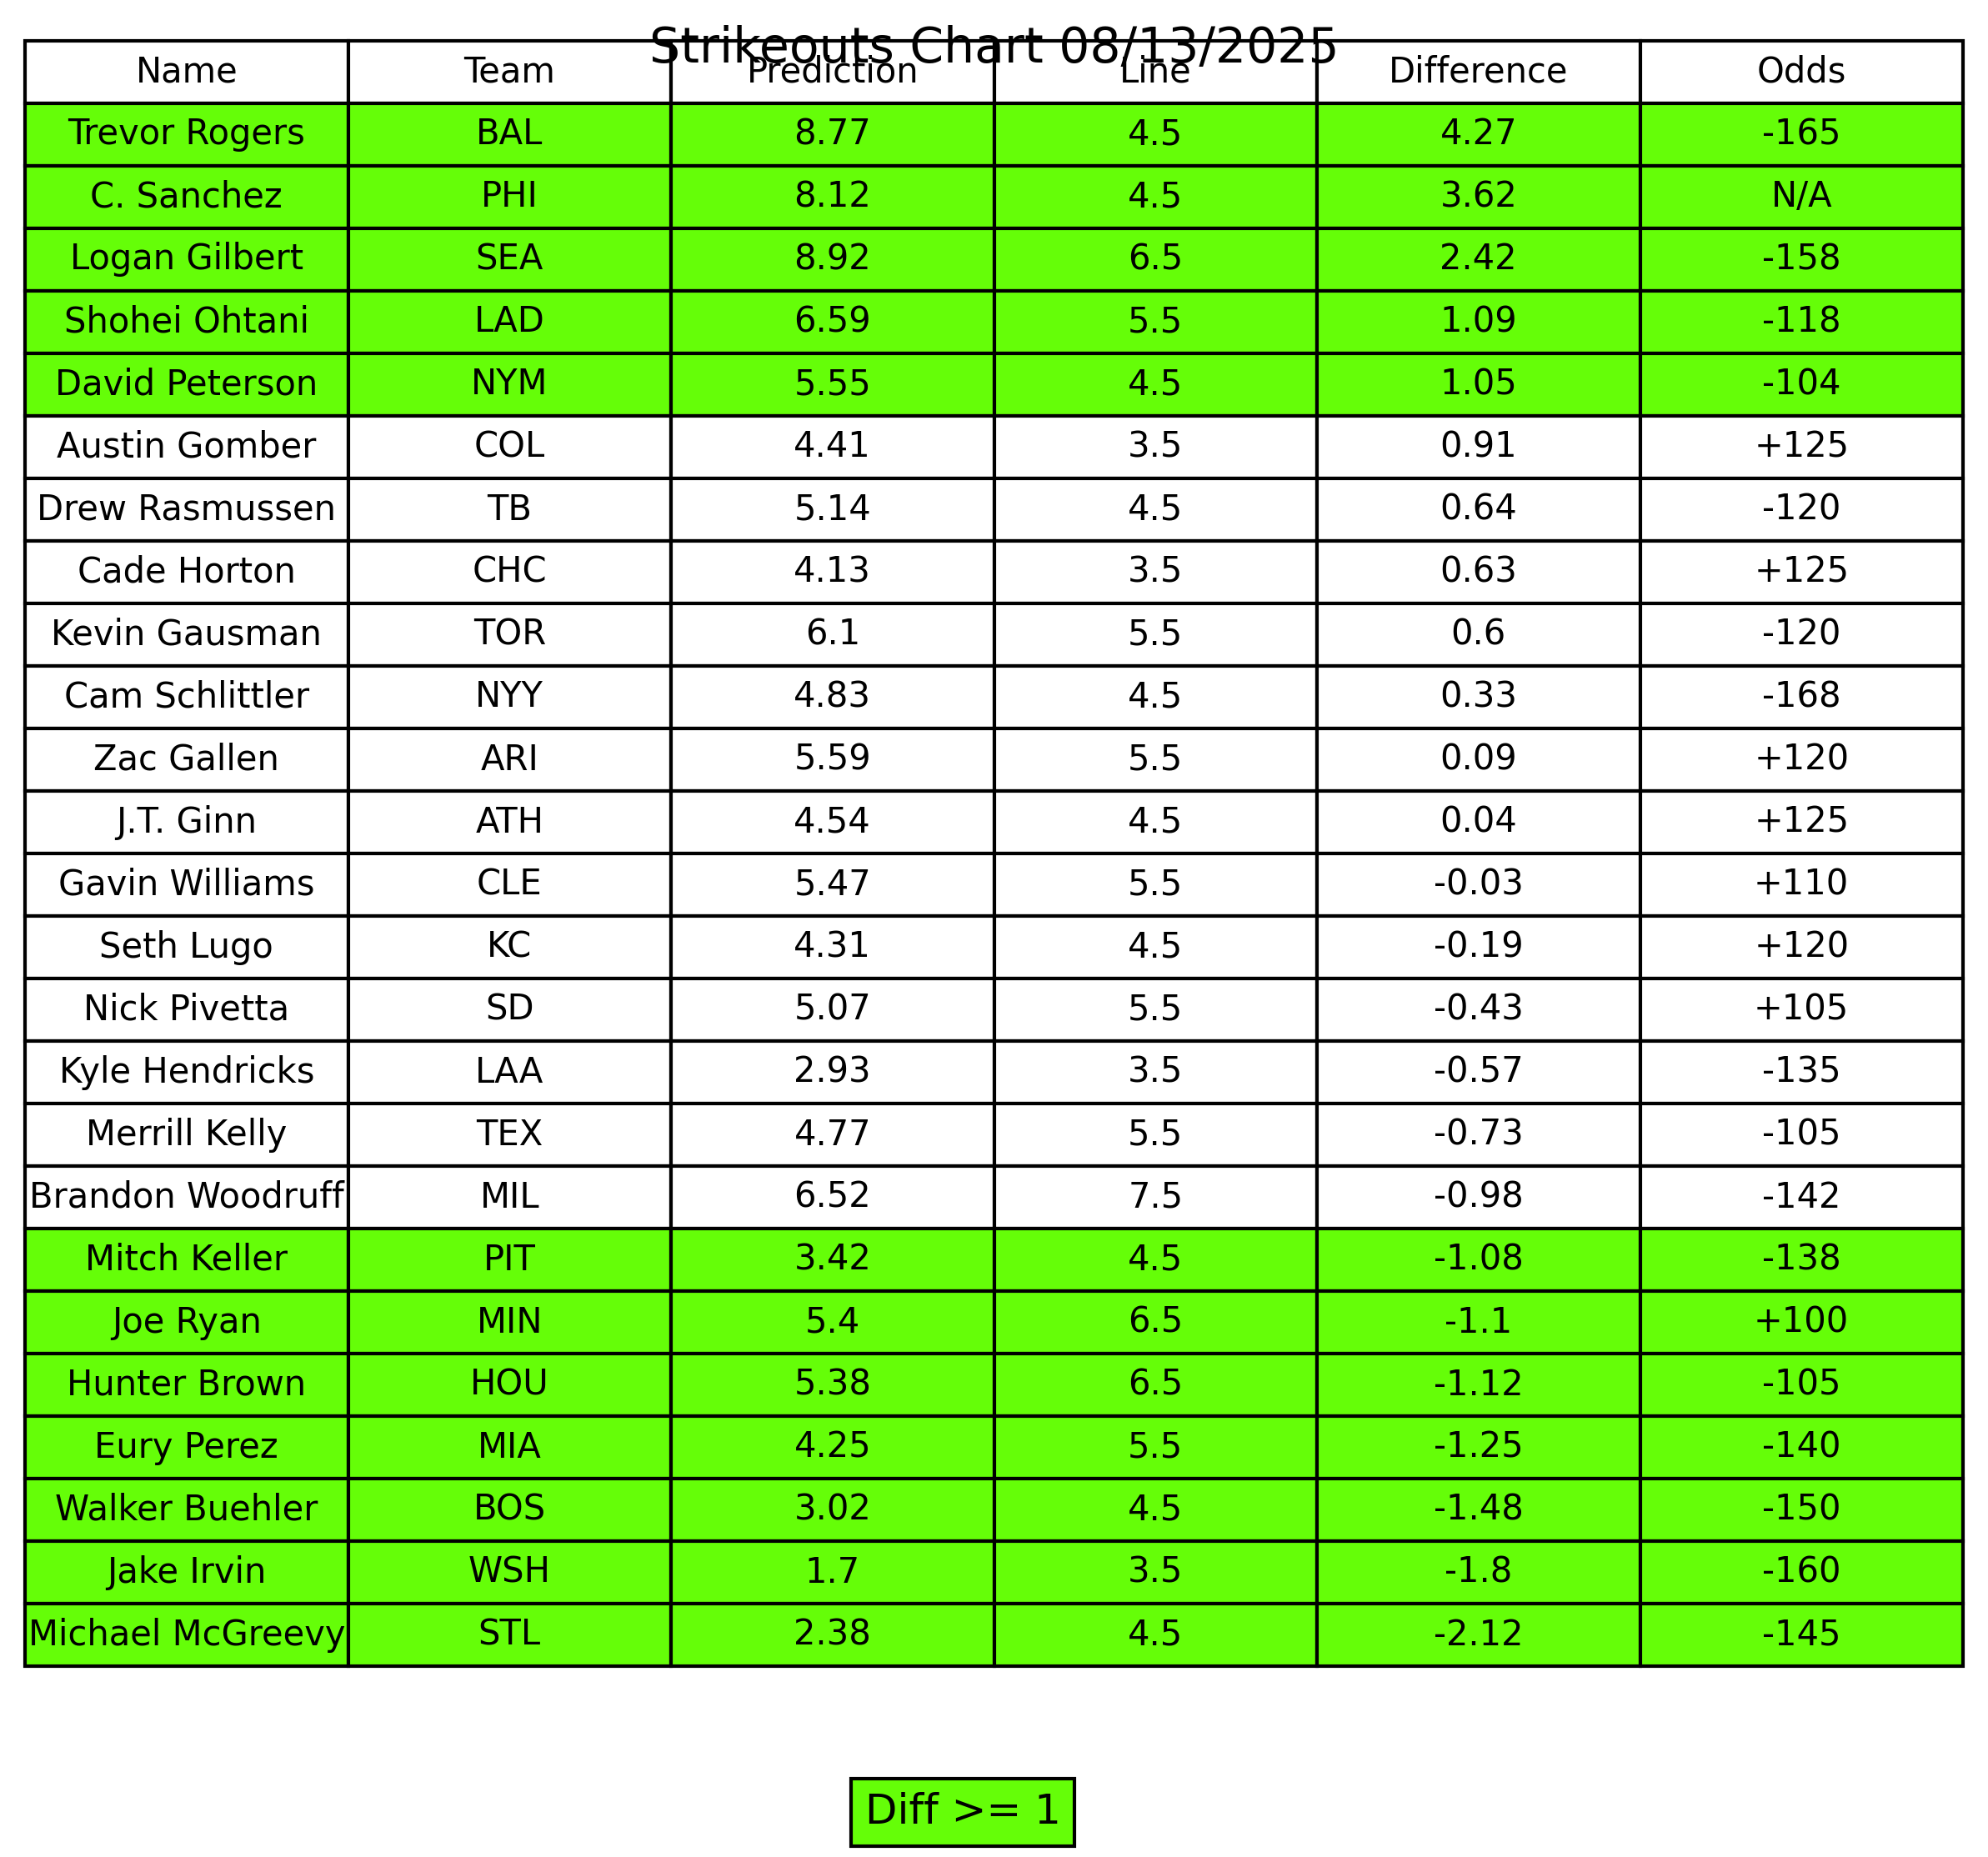 Strikeouts Chart 08/13/2025
Name Team Prediction Line Difference Odds
Trevor Rogers BAL 8.77 4.5 4.27 -165
C. Sanchez PHI 8.12 4.5 3.62 N/A
Logan Gilbert SEA 8.92 6.5 2.42 -158
Shohei Ohtani LAD 6.59 5.5 1.09 -118
David Peterson NYM 5.55 4.5 1.05 -104
Austin Gomber COL 4.41 3.5 0.91 +125
Drew Rasmussen TB 5.14 4.5 0.64 -120
Cade Horton CHC 4.13 3.5 0.63 +125
Kevin Gausman TOR 6.1 5.5 0.6 -120
Cam Schlittler NYY 4.83 4.5 0.33 -168
Zac Gallen ARI 5.59 5.5 0.09 +120
J.T. Ginn ATH 4.54 4.5 0.04 +125
Gavin Williams CLE 5.47 5.5 -0.03 +110
Seth Lugo KC 4.31 4.5 -0.19 +120
Nick Pivetta SD 5.07 5.5 -0.43 +105
Kyle Hendricks LAA 2.93 3.5 -0.57 -135
Merrill Kelly TEX 4.77 5.5 -0.73 -105
Brandon Woodruff MIL 6.52 7.5 -0.98 -142
Mitch Keller PIT 3.42 4.5 -1.08 -138
Joe Ryan MIN 5.4 6.5 -1.1 +100
Hunter Brown HOU 5.38 6.5 -1.12 -105
Eury Perez MIA 4.25 5.5 -1.25 -140
Walker Buehler BOS 3.02 4.5 -1.48 -150
Jake Irvin WSH 1.7 3.5 -1.8 -160
Michael McGreevy STL 2.38 4.5 -2.12 -145
Diff >= 1